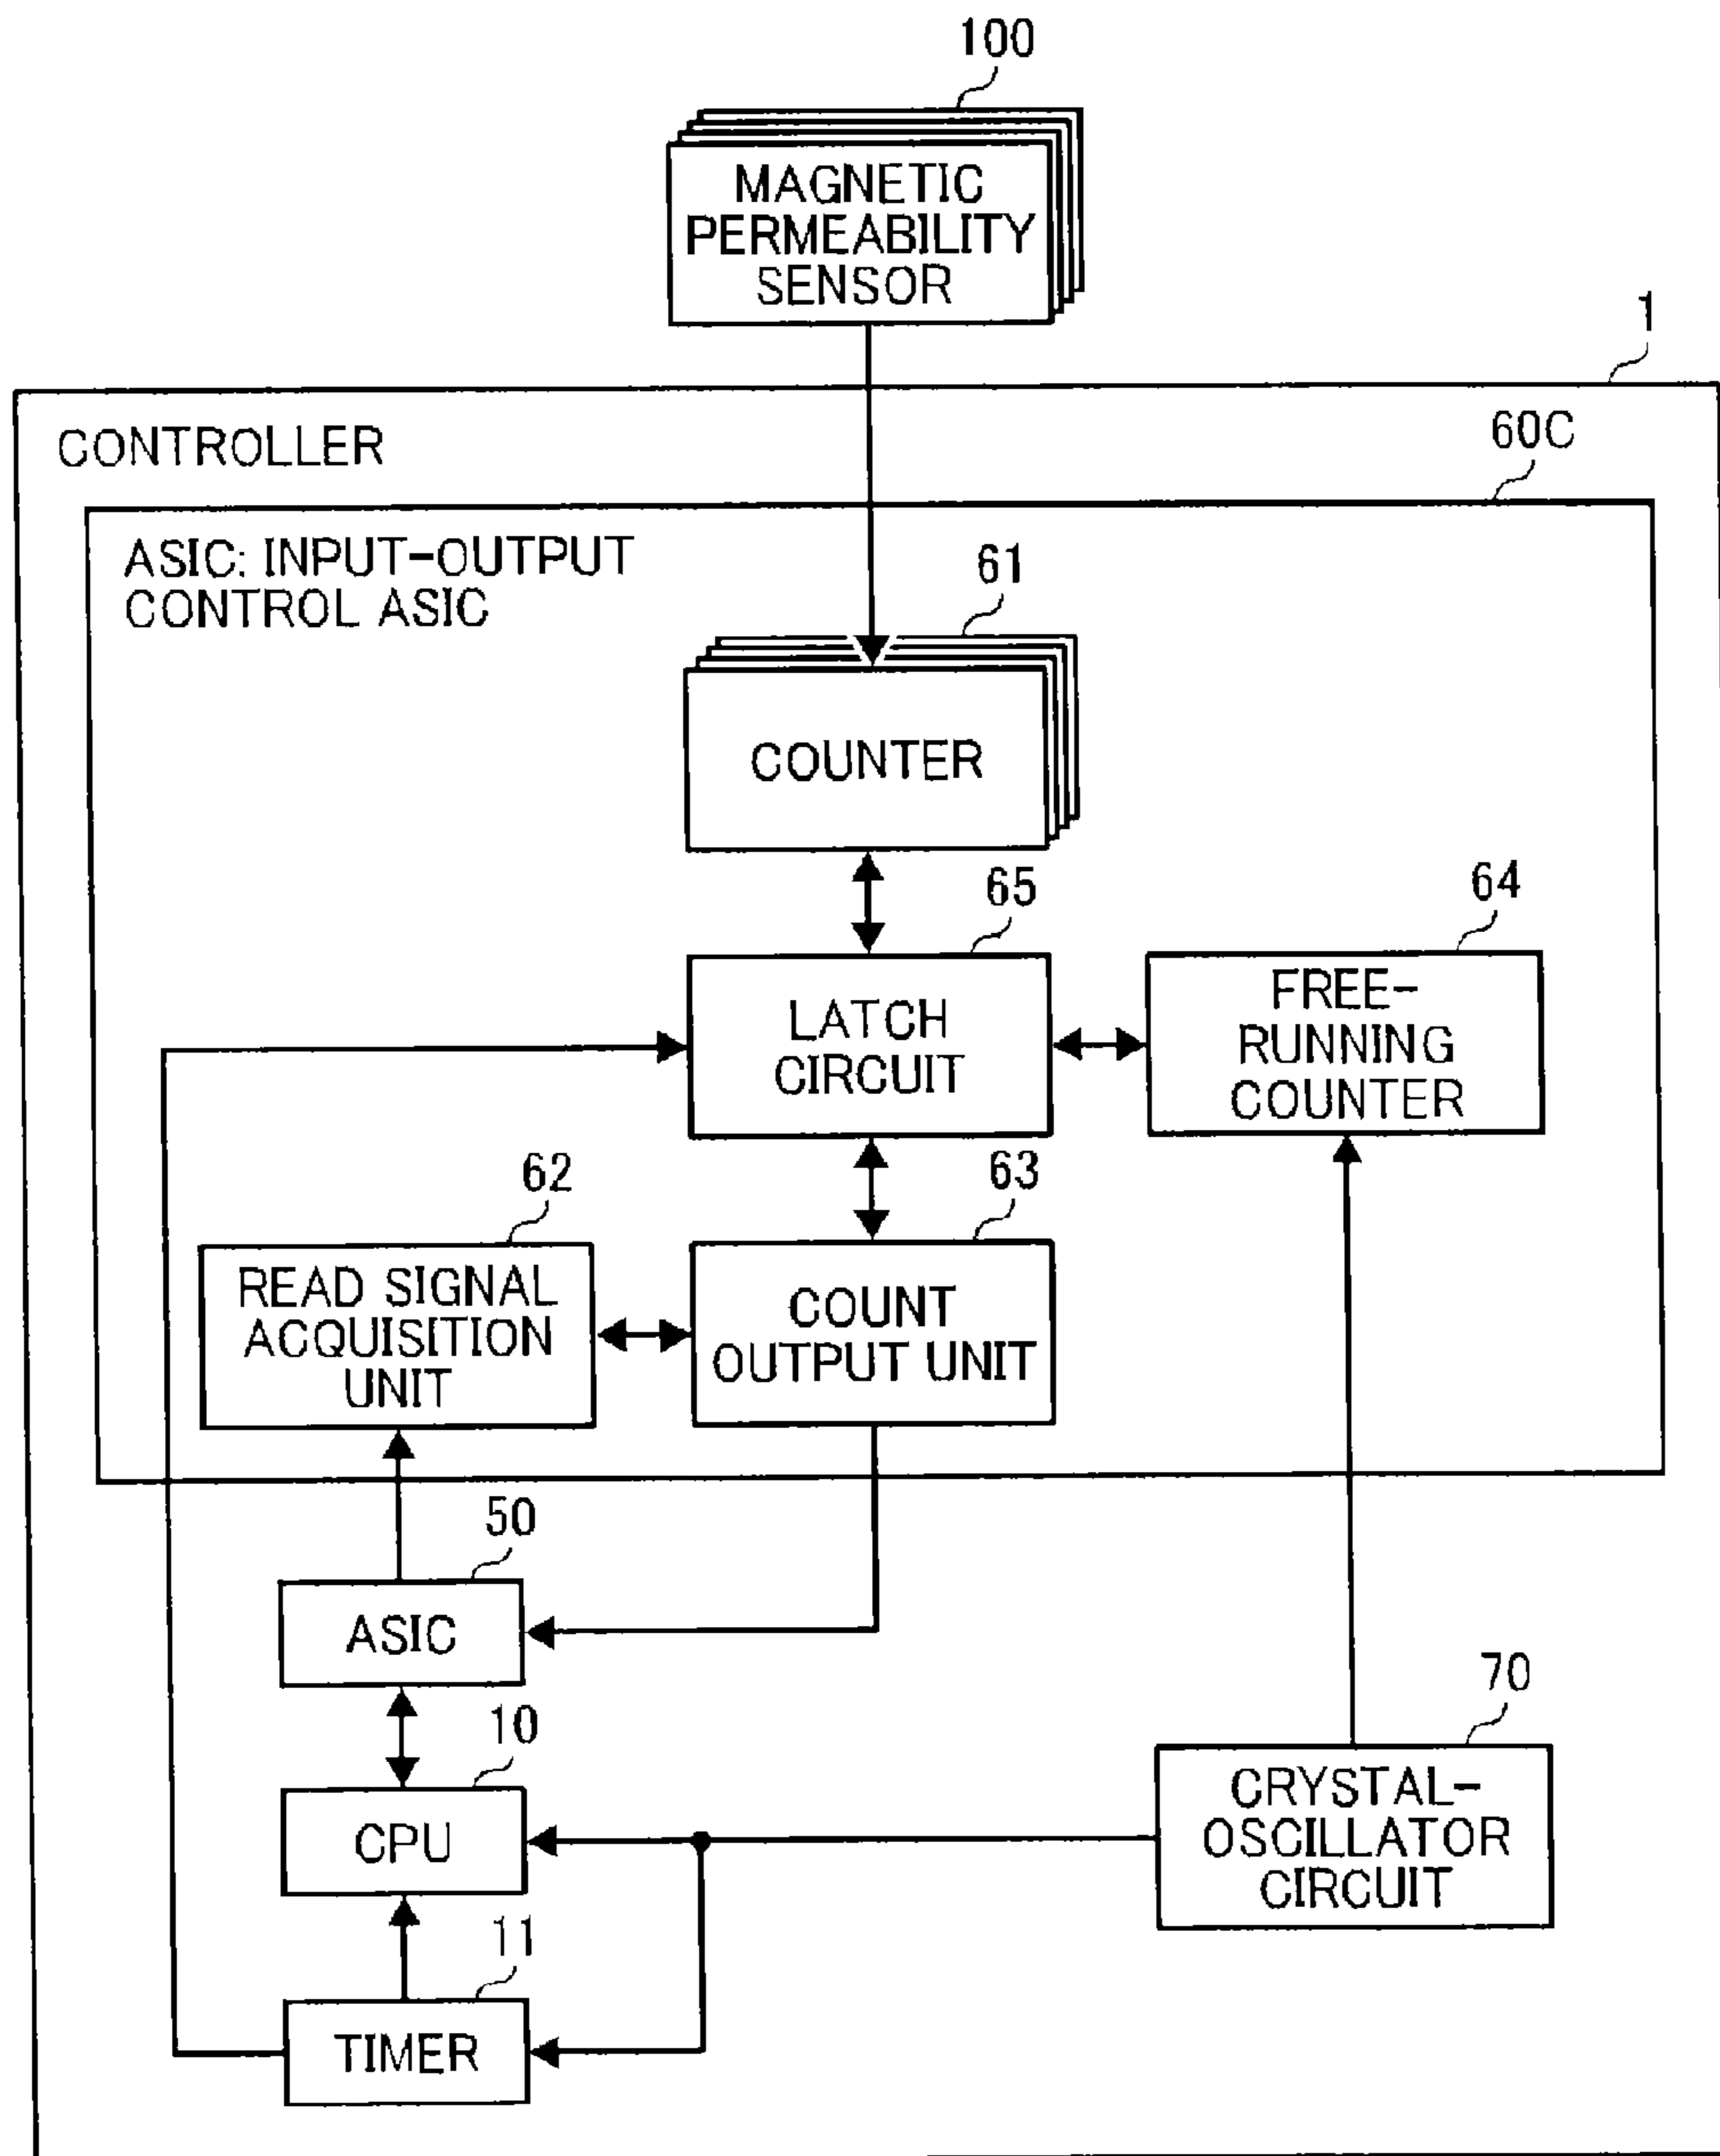 100
MAGNETIC
PERMEABILITY
SENSOR
1
CONTROLLER
60C
ASIC: INPUT-OUTPUT
CONTROL ASIC
61
COUNTER
65
64
LATCH
CIRCUIT
FREE-
RUNNING
COUNTER
62
63
READ SIGNAL
ACQUISITION
UNIT
COUNT
OUTPUT UNIT
50
ASIC
70
10
CPU
CRYSTAL-
OSCILLATOR
CIRCUIT
11
TIMER